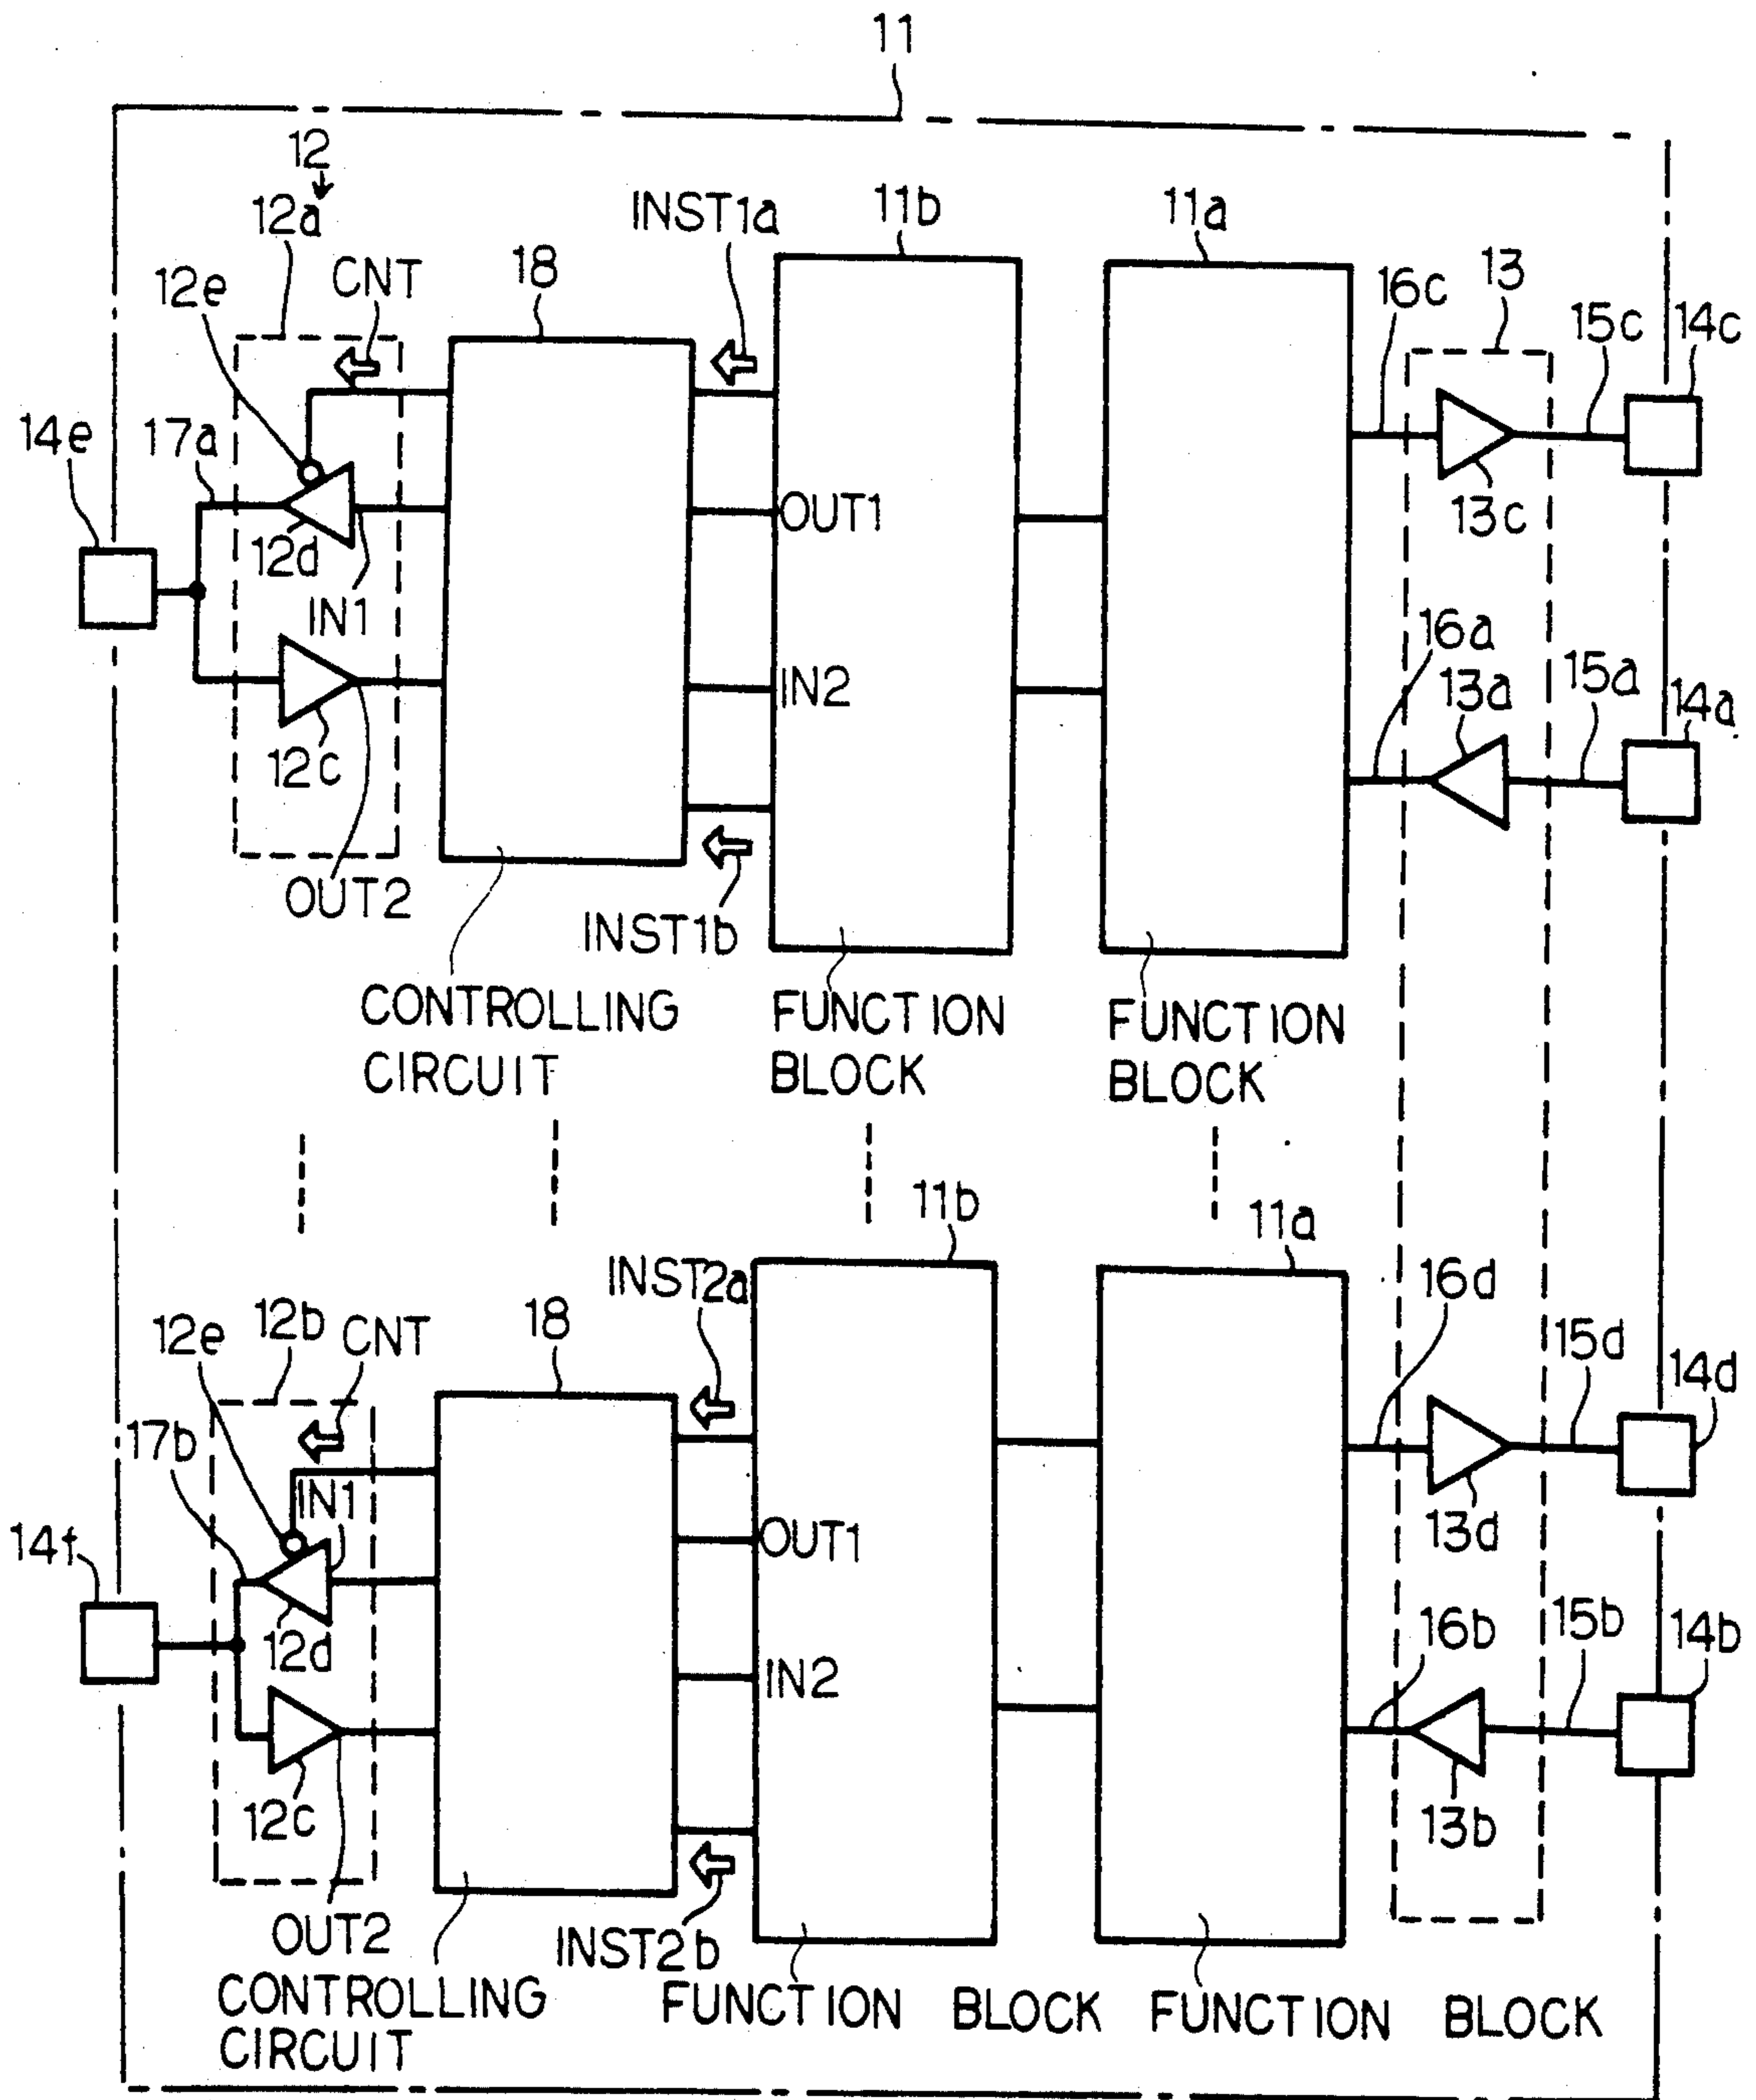 11
12
12a
INST1a
11b
11a
12e
CNT
18
16c
13
15c
14c
14e
17a
OUT1
13c
12d
IN1
16a
IN2
13a
15a
14a
12c
OUT2
INST1b
CONTROLLING
CIRCUIT
FUNCTION
BLOCK
FUNCTION
BLOCK
11b
11a
INST2a
16d
12e
12b
CNT
18
15d
14d
17b
IN1
14f
OUT1
13d
12d
IN2
16b
15b
14b
12c
13b
OUT2
INST2b
CONTROLLING
CIRCUIT
FUNCTION BLOCK
FUNCTION BLOCK